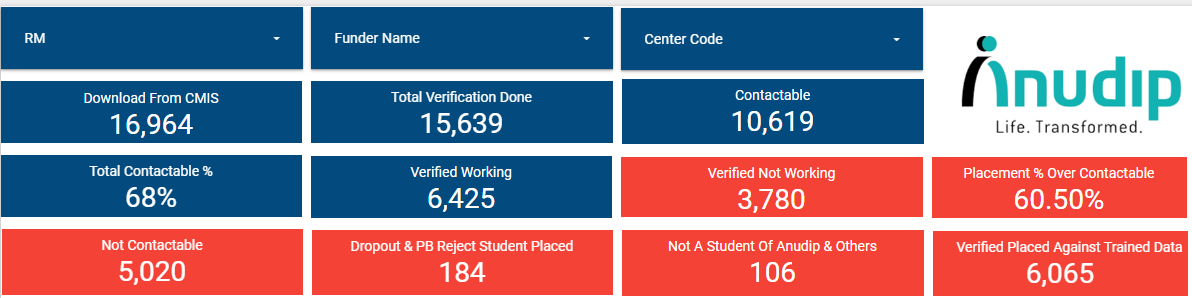 RM
Funder Name
Center Code
Anudip
Life. Transformed.
Download From CMIS
16,964
Total Verification Done
15,639
Contactable
10,619
Total Contactable %
68%
Verified Working
6,425
Verified Not Working
3,780
Placement % Over Contactable
60.50%
Not Contactable
5,020
Dropout & PB Reject Student Placed
184
Not A Student Of Anudip & Others
106
Verified Placed Against Trained Data
6,065